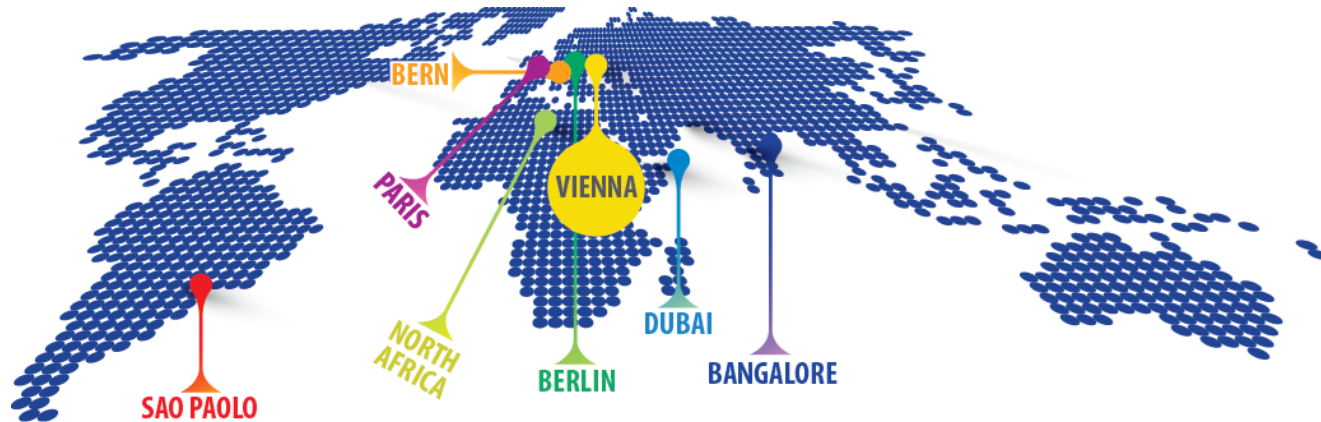 BERN
PARIS
VIENNA
NORTH
AFRICA
DUBAI
BERLIN
BANGALORE
SAO PAOLO